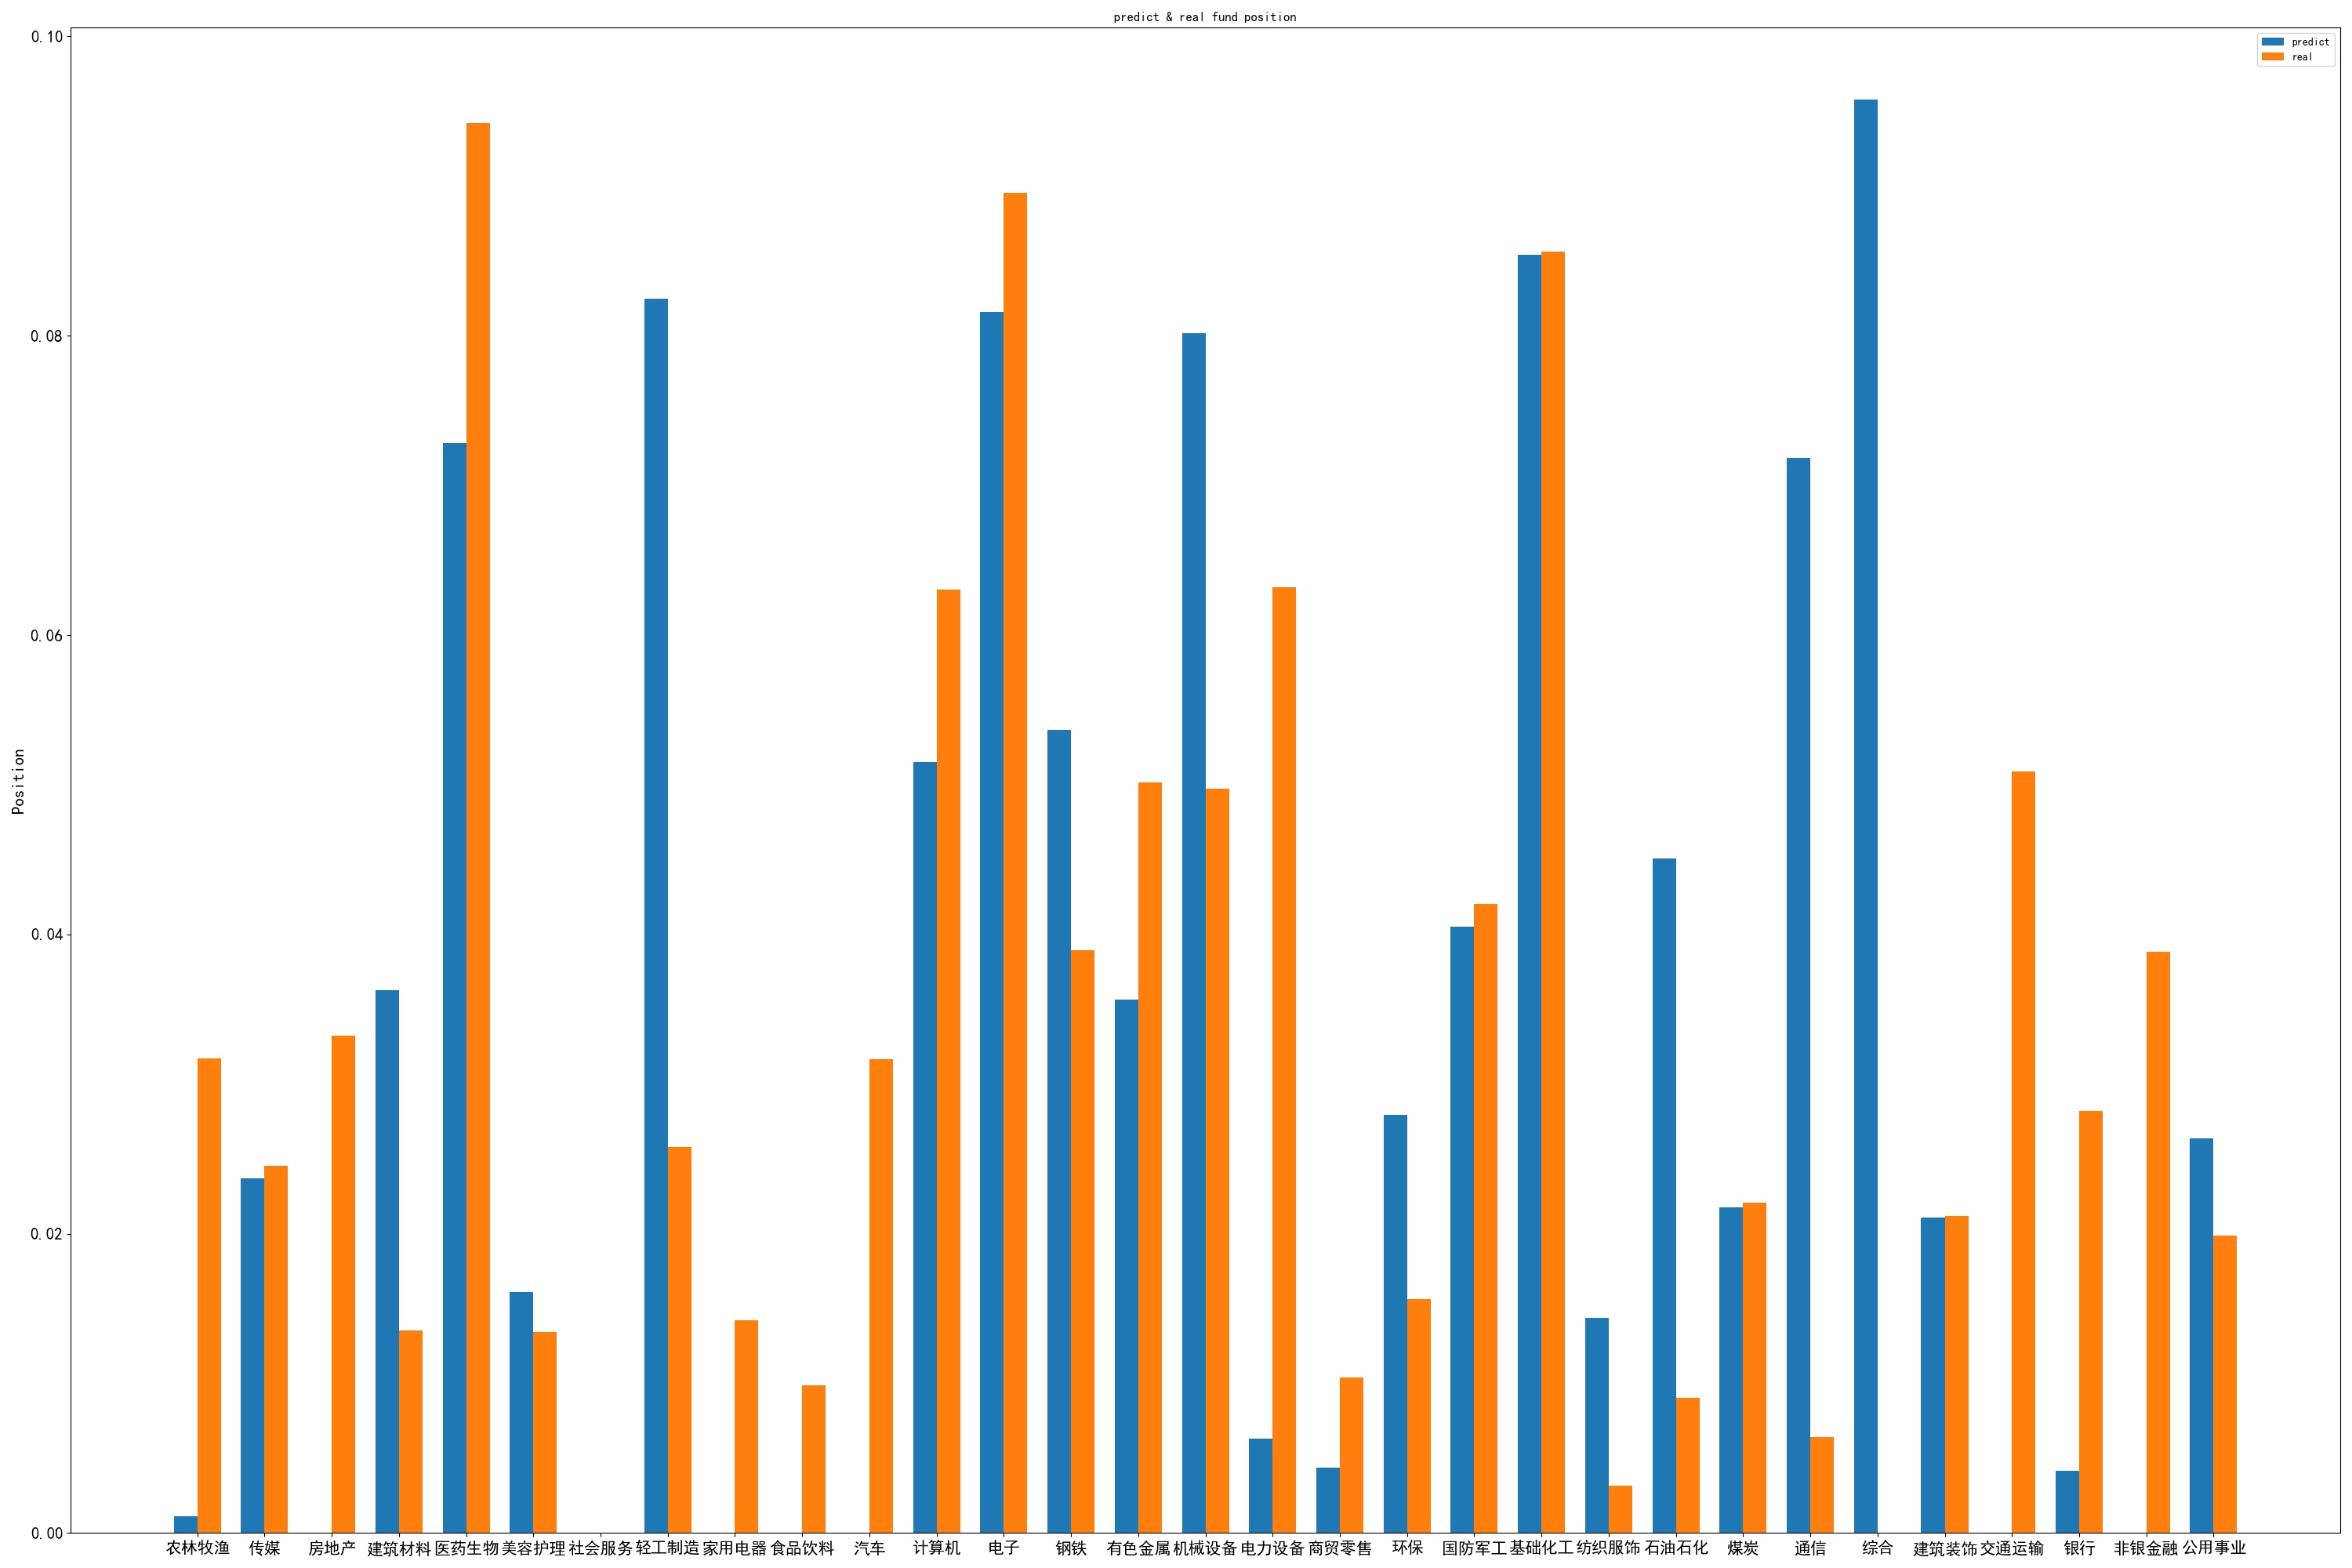 predict & real fund position
predict
real
Position
0.10
0.08
0.06
0.04
0.02
0.00
农林牧渔 传媒 房地产 建筑材料 医药生物 美容护理 社会服务 轻工制造 家用电器 食品饮料 汽车 计算机 电子 钢铁 有色金属 机械设备 电力设备 商贸零售 环保 国防军工 基础化工 纺织服饰 石油石化 煤炭 通信 综合 建筑装饰 交通运输 银行 非银金融 公用事业